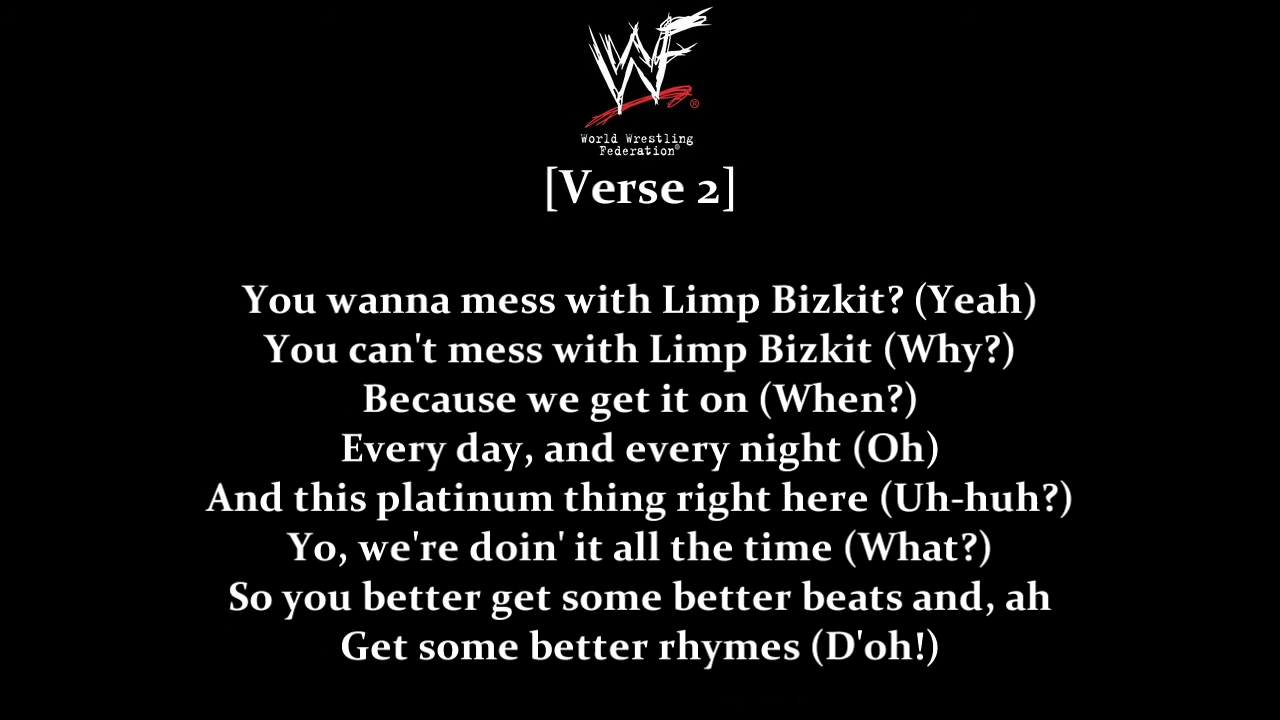 WF
®
World Wrestling
Federation®
[Verse 2]
You wanna mess with Limp Bizkit? (Yeah)
You can't mess with Limp Bizkit (Why?)
Because we get it on (When?)
Every day, and every night (Oh)
And this platinum thing right here (Uh-huh?)
Yo, we're doin' it all the time (What?)
So you better get some better beats and, ah
Get some better rhymes (D'oh!)